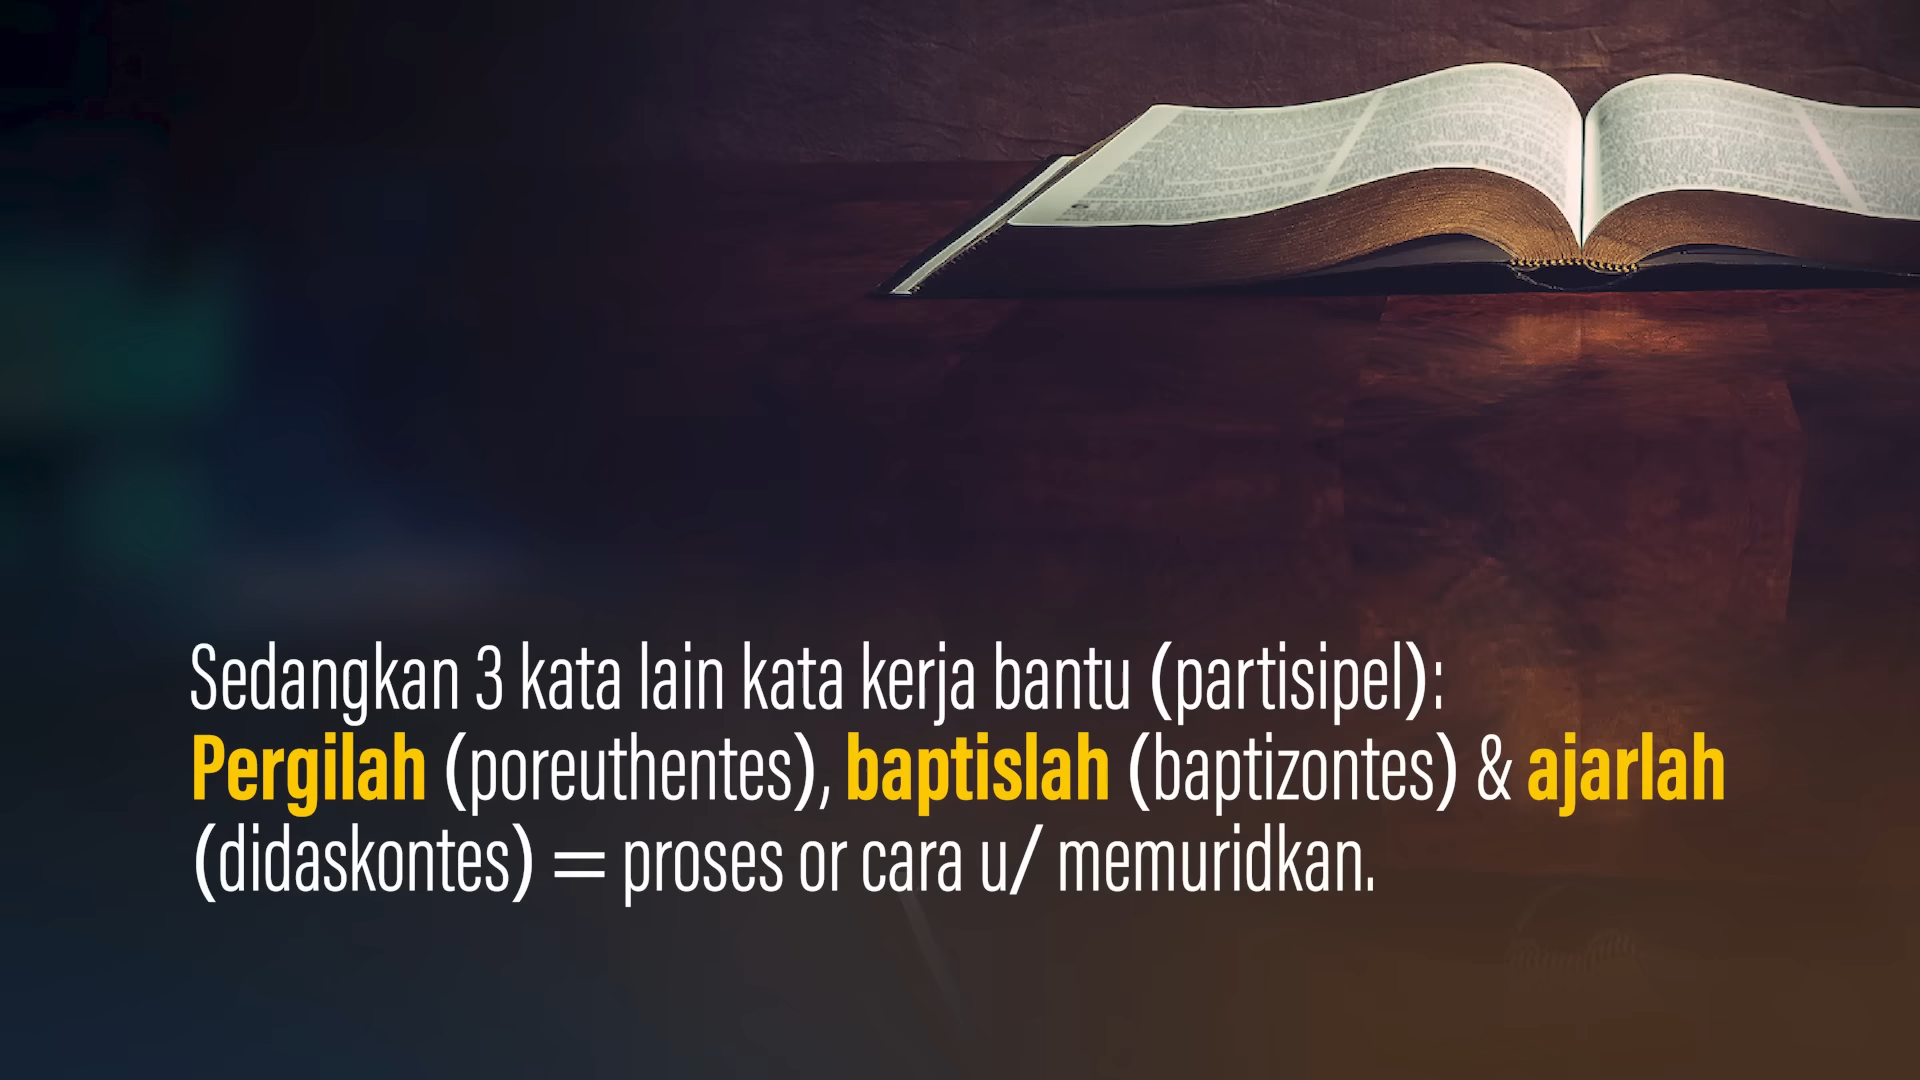 Sedangkan 3 kata lain kata kerja bantu (partisipel):
Pergilah (poreuthentes), baptislah (baptizontes) & ajarlah
(didaskontes) = proses or cara u/ memuridkan.